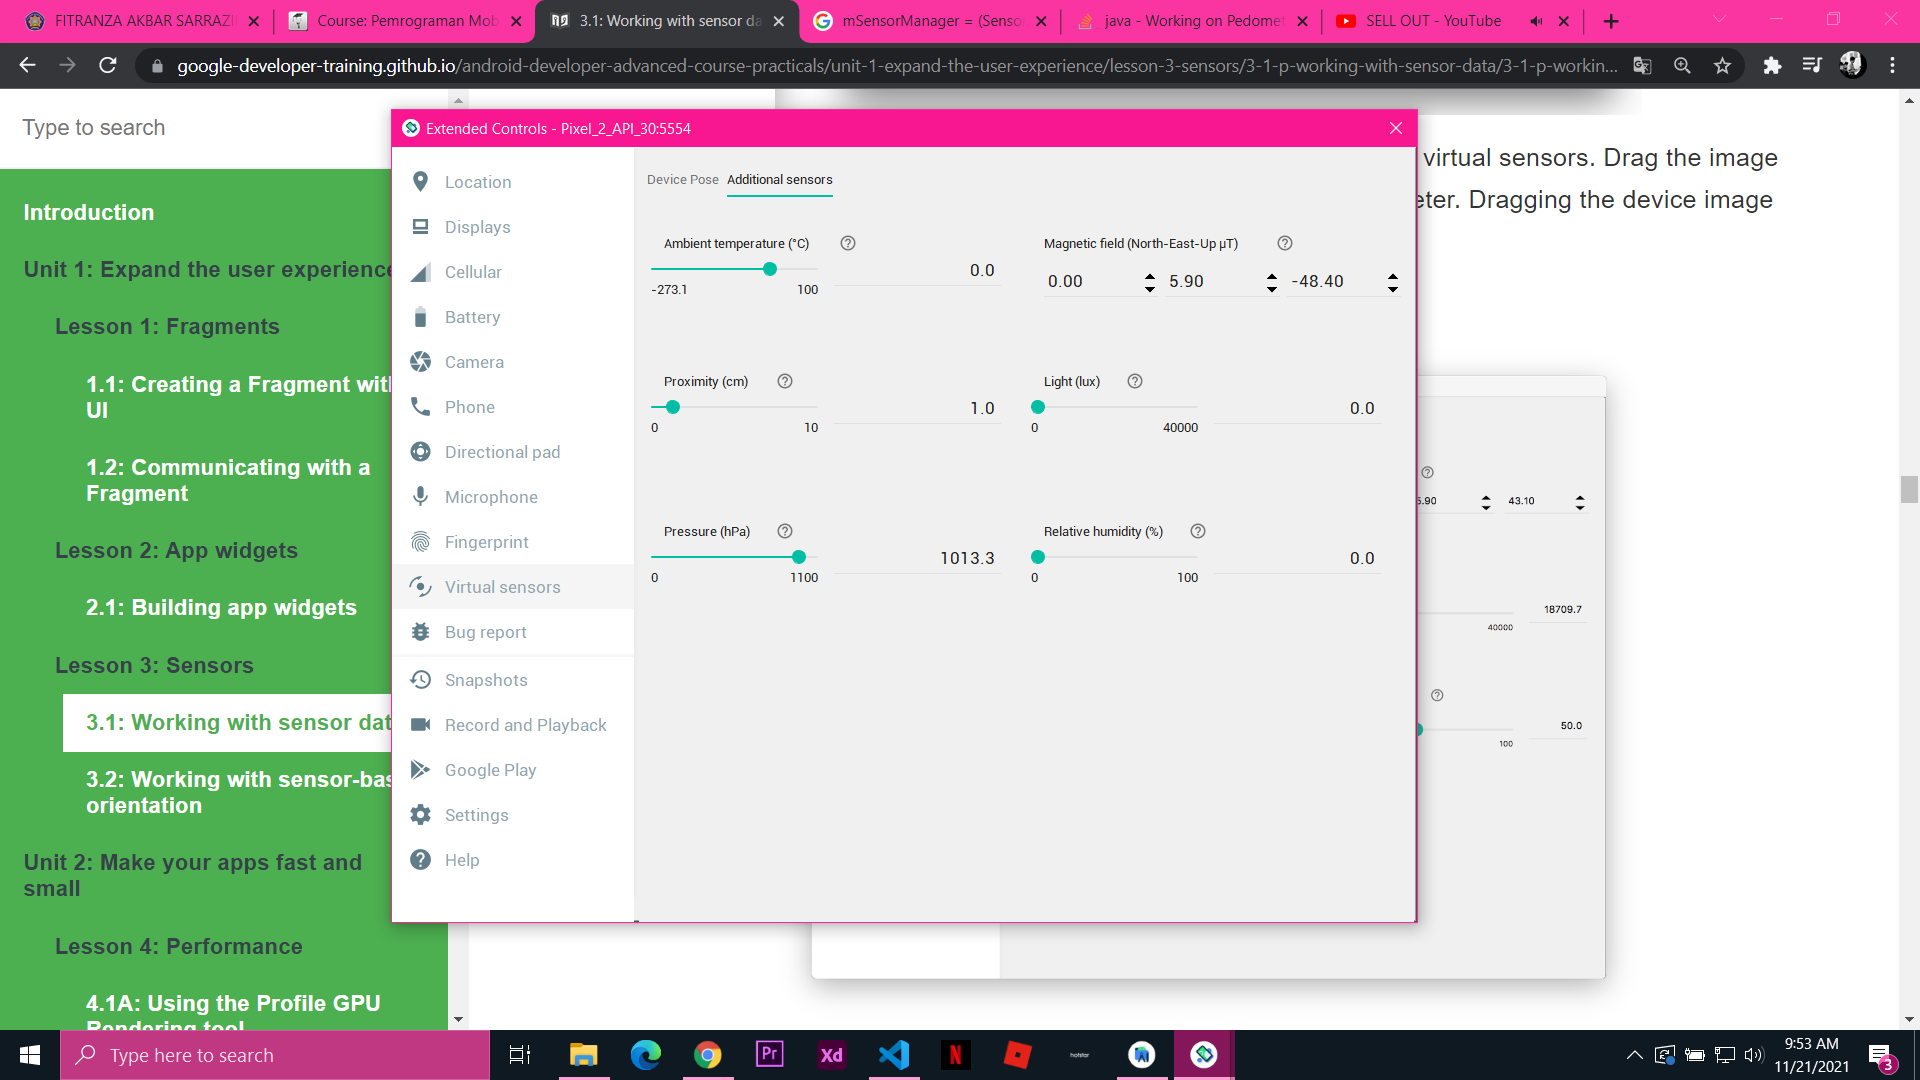 FITRANZA AKBAR SARRAZI
Course: Pemrograman Mob
3.1: Working with sensor da
mSensorManager = (Senso
java - Working on Pedomet
SELL OUT - YouTube
google-developer-training.github.io/android-developer-advanced-course-practicals/unit-1-expand-the-user-experience/lesson-3-sensors/3-1-p-working-with-sensor-data/3-1-p-workin...
Type to search
Introduction
Unit 1: Expand the user experience
Lesson 1: Fragments
1.1: Creating a Fragment with
UI
1.2: Communicating with a
Fragment
Lesson 2: App widgets
2.1: Building app widgets
Lesson 3: Sensors
3.1: Working with sensor dat
3.2: Working with sensor-bas
orientation
Unit 2: Make your apps fast and
small
Lesson 4: Performance
4.1A: Using the Profile GPU
Rendering tool
Extended Controls - Pixel_2_API_30:5554
Location
Displays
Cellular
Battery
Camera
Phone
Directional pad
Microphone
Fingerprint
Virtual sensors
Bug report
Snapshots
Record and Playback
Google Play
Settings
Help
Device Pose
Additional sensors
Ambient temperature (°C)
0.0
-273.1
100
Magnetic field (North-East-Up μT)
0.00
5.90
-48.40
Proximity (cm)
1.0
0
10
Light (lux)
0.0
0
40000
Pressure (hPa)
1013.3
0
1100
Relative humidity (%)
0.0
0
100
virtual sensors. Drag the image
eter. Dragging the device image
5.90
43.10
18709.7
40000
50.0
100
Type here to search
Pr
Xd
N
hotstar
9:53 AM
11/21/2021
3